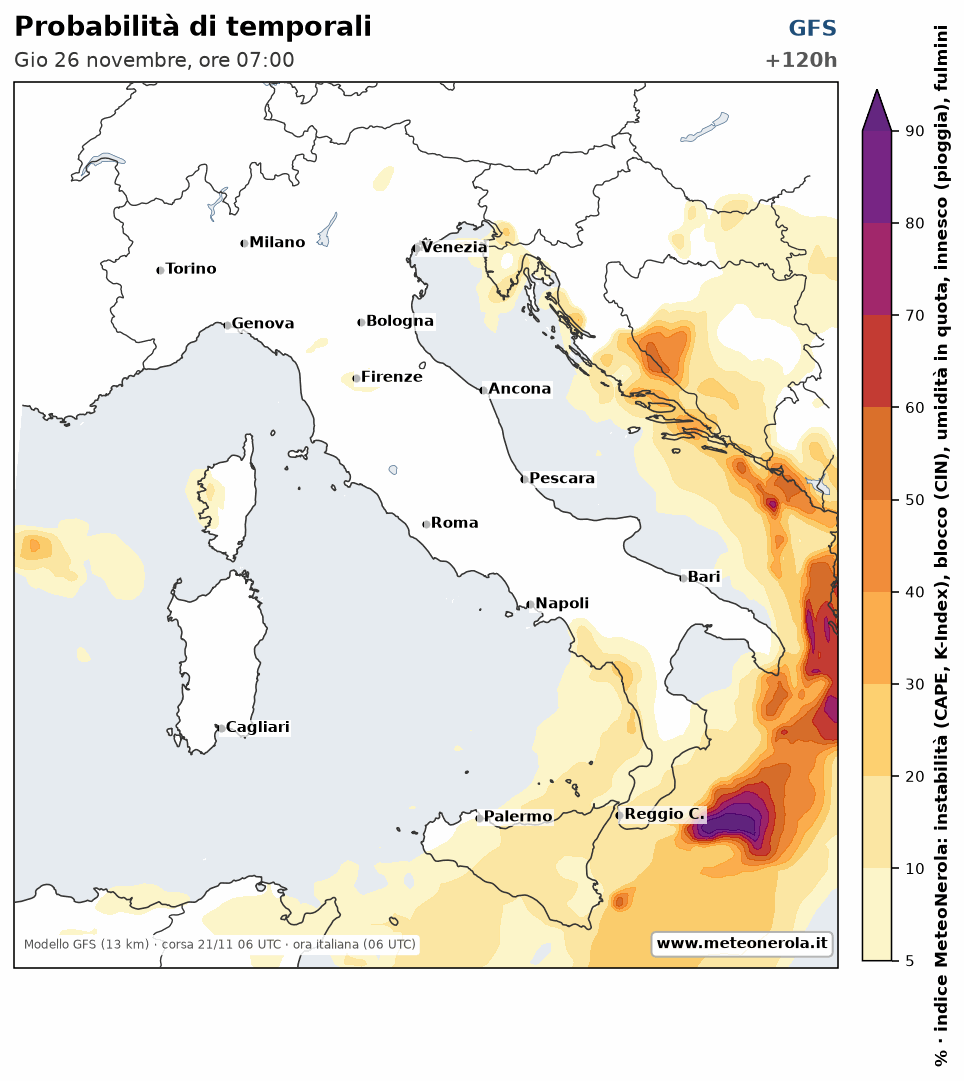 Probabilità di temporali
GFS
Gio 26 novembre, ore 07:00
+120h
Milano
Venezia
Torino
Genova
Bologna
Firenze
Ancona
Pescara
Roma
Bari
Napoli
Cagliari
Palermo
Reggio C.
Modello GFS (13 km) · corsa 21/11 06 UTC · ora italiana (06 UTC)
www.meteonerola.it
90
80
70
60
50
40
30
20
10
5
% · indice MeteoNerola: instabilità (CAPE, K-Index), blocco (CIN), umidità in quota, innesco (pioggia), fulmini